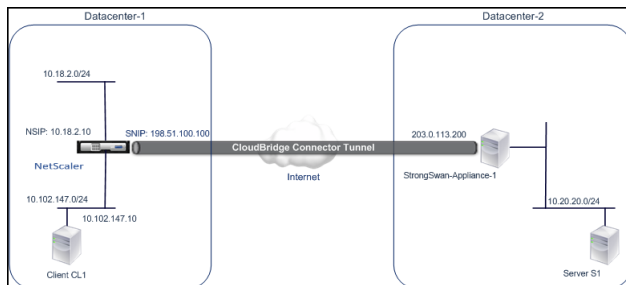 Datacenter-1
Datacenter-2
10.18.2.0/24
NSIP: 10.18.2.10
SNIP: 198.51.100.100
203.0.113.200
CloudBridge Connector Tunnel
NetScaler
Internet
StrongSwan-Appliance-1
10.102.147.0/24
10.20.20.0/24
10.102.147.10
Client CL1
Server S1